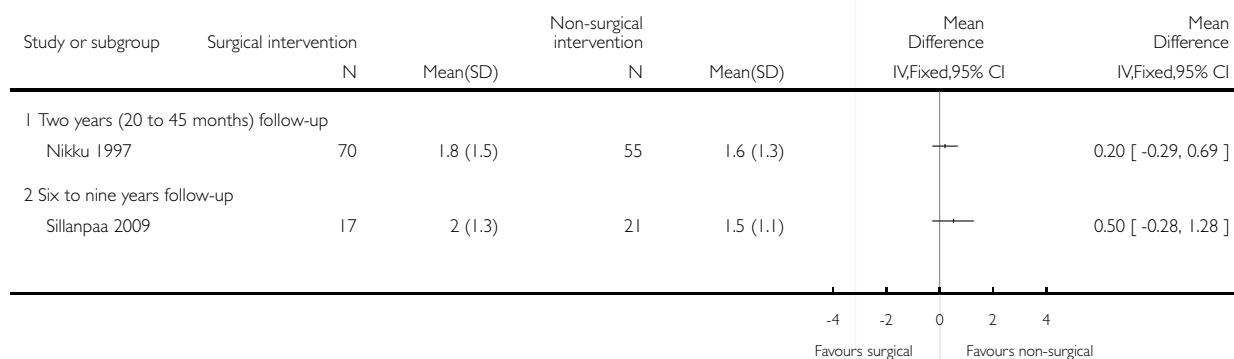 Study or subgroup Surgical intervention Non-surgical intervention Mean Difference Mean Difference
N Mean(SD) N Mean(SD) IV,Fixed,95% CI IV,Fixed,95% CI
1 Two years (20 to 45 months) follow-up
Nikku 1997 70 1.8 (1.5) 55 1.6 (1.3) 0.20 [ -0.29, 0.69 ]
2 Six to nine years follow-up
Sillanpaa 2009 17 2 (1.3) 21 1.5 (1.1) 0.50 [ -0.28, 1.28 ]
-4 -2 0 2 4
Favours surgical Favours non-surgical